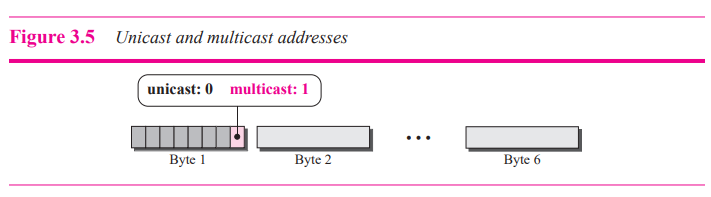 Figure 3.5 Unicast and multicast addresses
unicast: 0 multicast: 1
...
Byte 1 Byte 2 Byte 6